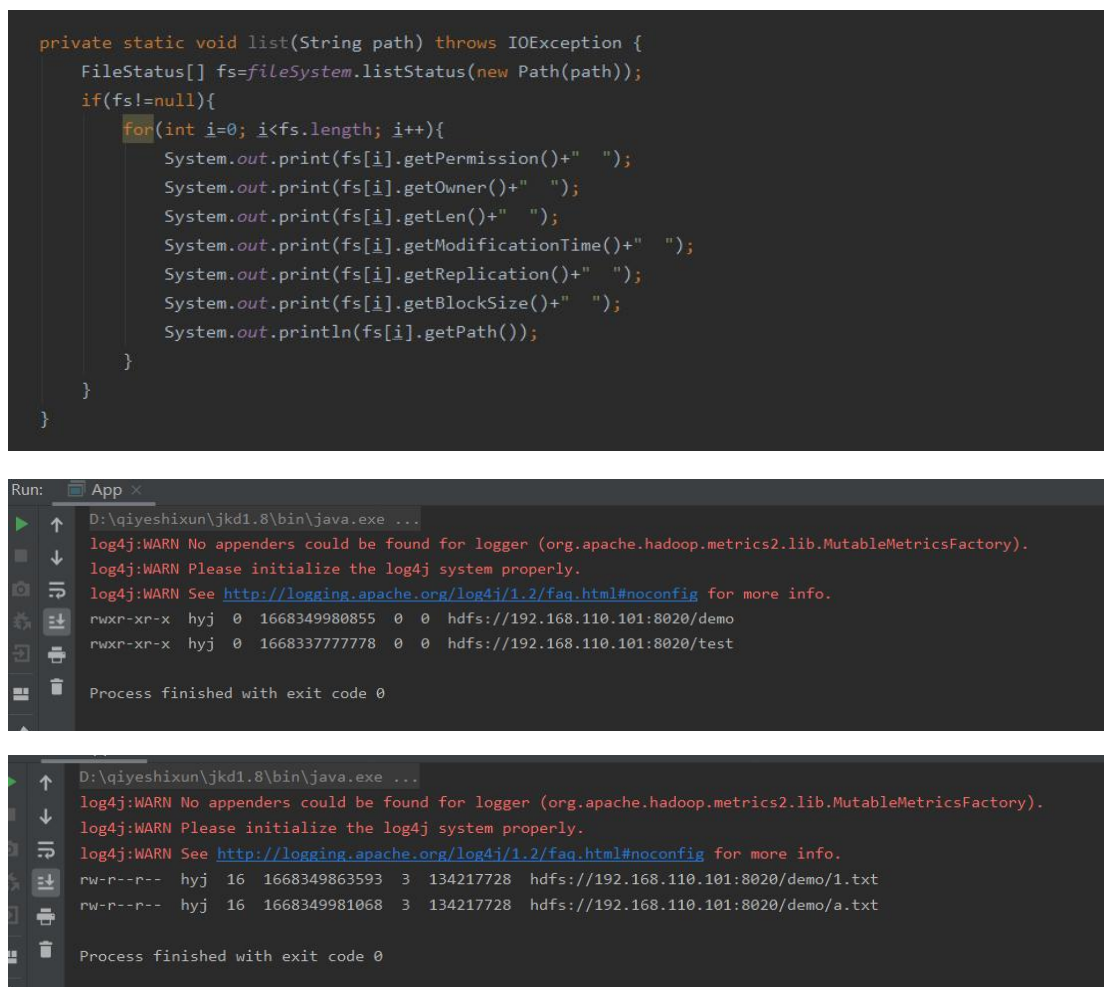 private static void list(String path) throws IOException {
FileStatus[] fs=fileSystem.listStatus(new Path(path));
if(fs!=null){
for(int i=0; i<fs.length; i++){
System.out.print(fs[i].getPermission()+"  ");
System.out.print(fs[i].getOwner()+"  ");
System.out.print(fs[i].getLen()+"  ");
System.out.print(fs[i].getModificationTime()+"  ");
System.out.print(fs[i].getReplication()+"  ");
System.out.print(fs[i].getBlockSize()+"  ");
System.out.println(fs[i].getPath());
}
}
}
Run: App ×
D:\qiyeshixun\jkd1.8\bin\java.exe ...
log4j:WARN No appenders could be found for logger (org.apache.hadoop.metrics2.lib.MutableMetricsFactory).
log4j:WARN Please initialize the log4j system properly.
log4j:WARN See http://logging.apache.org/log4j/1.2/faq.html#noconfig for more info.
rwxr-xr-x  hyj  0  1668349980855  0  0  hdfs://192.168.110.101:8020/demo
rwxr-xr-x  hyj  0  1668337777778  0  0  hdfs://192.168.110.101:8020/test
Process finished with exit code 0
D:\qiyeshixun\jkd1.8\bin\java.exe ...
log4j:WARN No appenders could be found for logger (org.apache.hadoop.metrics2.lib.MutableMetricsFactory).
log4j:WARN Please initialize the log4j system properly.
log4j:WARN See http://logging.apache.org/log4j/1.2/faq.html#noconfig for more info.
rw-r--r--  hyj  16  1668349863593  3  134217728  hdfs://192.168.110.101:8020/demo/1.txt
rw-r--r--  hyj  16  1668349981068  3  134217728  hdfs://192.168.110.101:8020/demo/a.txt
Process finished with exit code 0